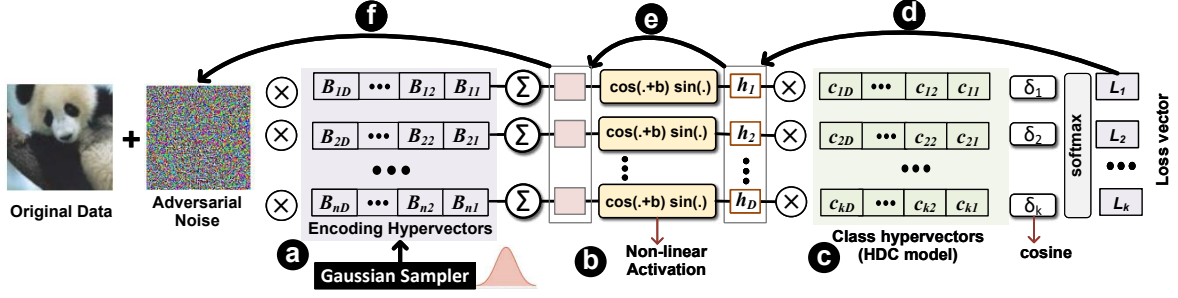 f
e
d
B1D ••• B12 B11
Σ
cos(.+b) sin(.)
h1
c1D ••• c12 c11
δ1
L1
+
B2D ••• B22 B21
Σ
cos(.+b) sin(.)
h2
c2D ••• c22 c21
δ2
softmax
L2
Loss vector
BnD ••• Bn2 Bn1
Σ
cos(.+b) sin(.)
hD
ckD ••• ck2 ck1
δk
Lk
Original Data
Adversarial
Noise
Encoding Hypervectors
a
Gaussian Sampler
b
Non-linear
Activation
c
Class hypervectors
(HDC model)
cosine